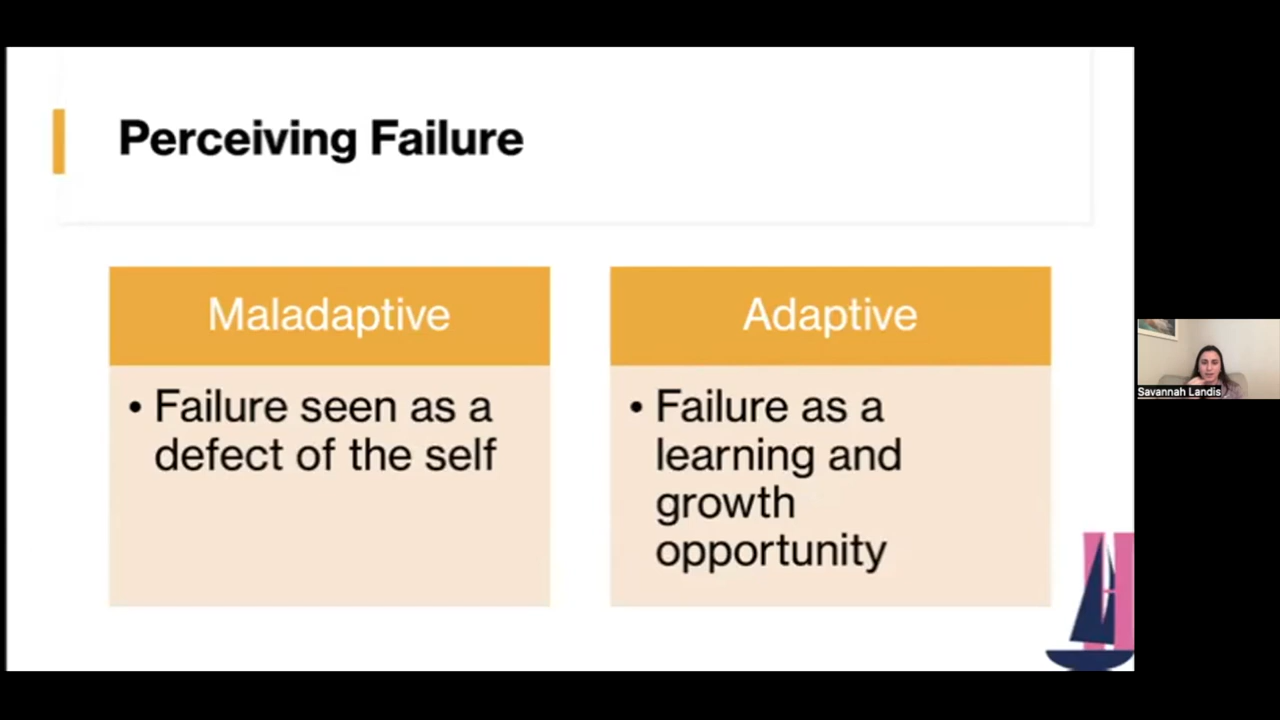 Perceiving Failure
Maladaptive
• Failure seen as a
defect of the self
Adaptive
• Failure as a
learning and
growth
opportunity
Savannah Landis